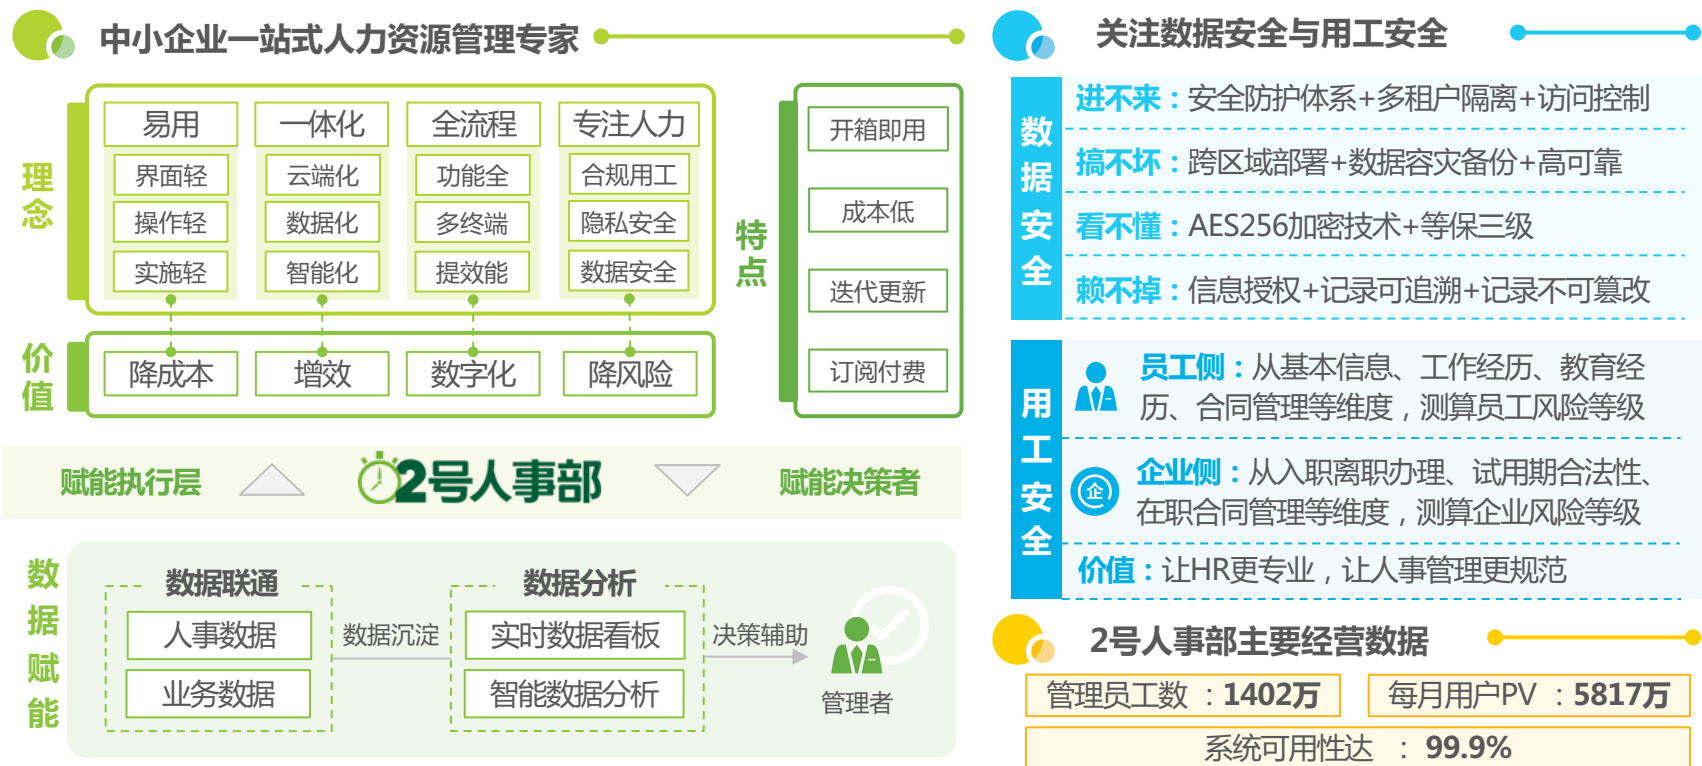 中小企业一站式人力资源管理专家
理念
易用
一体化
全流程
专注人力
界面轻
云端化
功能全
合规用工
操作轻
数据化
多终端
隐私安全
实施轻
智能化
提效能
数据安全
价值
降成本
增效
数字化
降风险
特点
开箱即用
成本低
迭代更新
订阅付费
赋能执行层
2号人事部
赋能决策者
数据赋能
数据联通
人事数据
业务数据
数据沉淀
数据分析
实时数据看板
智能数据分析
决策辅助
管理者
关注数据安全与用工安全
数据安全
进不来：安全防护体系+多租户隔离+访问控制
搞不坏：跨区域部署+数据容灾备份+高可靠
看不懂：AES256加密技术+等保三级
赖不掉：信息授权+记录可追溯+记录不可篡改
用工安全
员工侧：从基本信息、工作经历、教育经
历、合同管理等维度，测算员工风险等级
企
企业侧：从入职离职办理、试用期合法性、
在职合同管理等维度，测算企业风险等级
价值：让HR更专业，让人事管理更规范
2号人事部主要经营数据
管理员工数 ：1402万
每月用户PV ：5817万
系统可用性达 ：99.9%